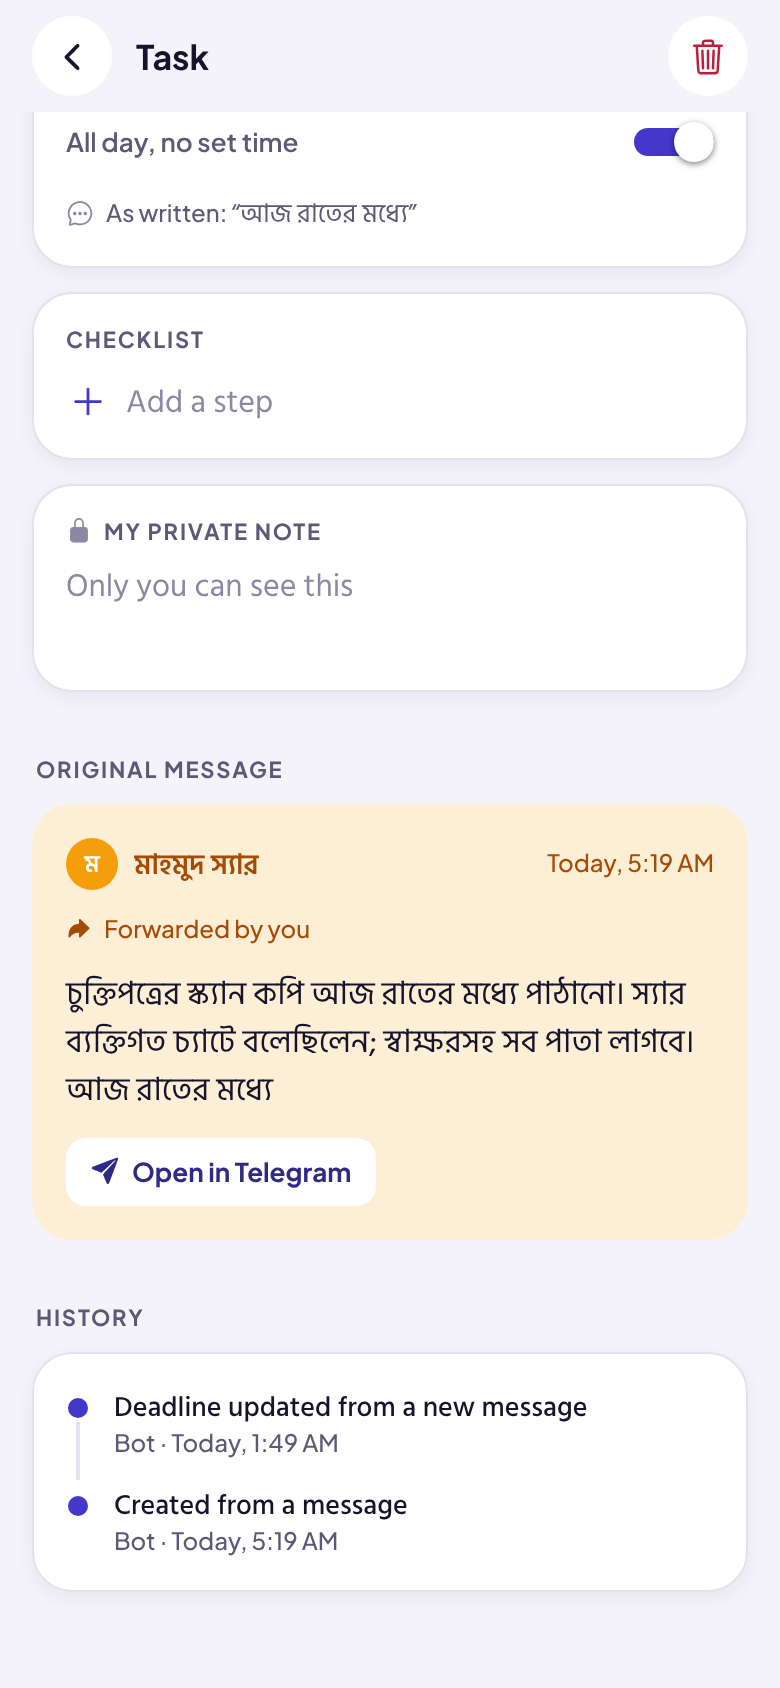 Task
All day, no set time
As written: “আজ রাতের মধ্যে”
CHECKLIST
Add a step
MY PRIVATE NOTE
Only you can see this
ORIGINAL MESSAGE
ম মাহমুদ স্যার Today, 5:19 AM
Forwarded by you
চুক্তিপত্রের স্ক্যান কপি আজ রাতের মধ্যে পাঠানো। স্যার
ব্যক্তিগত চ্যাটে বলেছিলেন; স্বাক্ষরসহ সব পাতা লাগবে।
আজ রাতের মধ্যে
Open in Telegram
HISTORY
Deadline updated from a new message
Bot · Today, 1:49 AM
Created from a message
Bot · Today, 5:19 AM